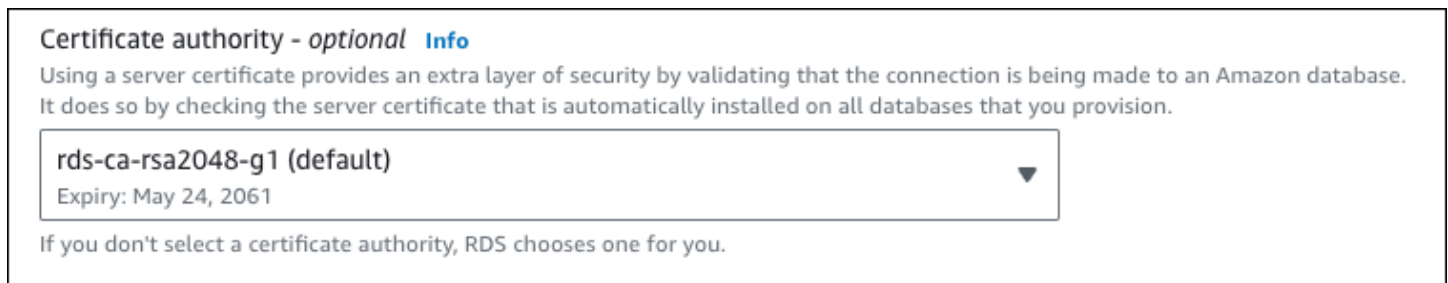 Certificate authority - optional Info
Using a server certificate provides an extra layer of security by validating that the connection is being made to an Amazon database.
It does so by checking the server certificate that is automatically installed on all databases that you provision.
rds-ca-rsa2048-g1 (default)
Expiry: May 24, 2061
If you don't select a certificate authority, RDS chooses one for you.